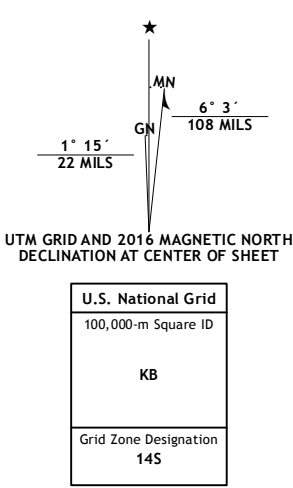 ★
MN
6° 3´
108 MILS
GN
1° 15´
22 MILS
UTM GRID AND 2016 MAGNETIC NORTH
DECLINATION AT CENTER OF SHEET
U.S. National Grid
100,000-m Square ID
KB
Grid Zone Designation
14S